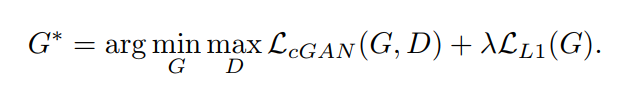 G* = arg min_G max_D ℒ_cGAN(G, D) + λℒ_L1(G).